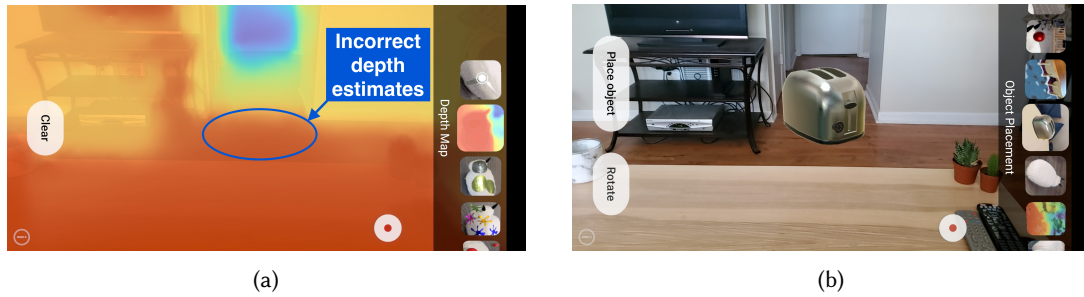 Incorrect
depth
estimates
Clear
Depth Map
Place object
Rotate
Object Placement
(a)
(b)